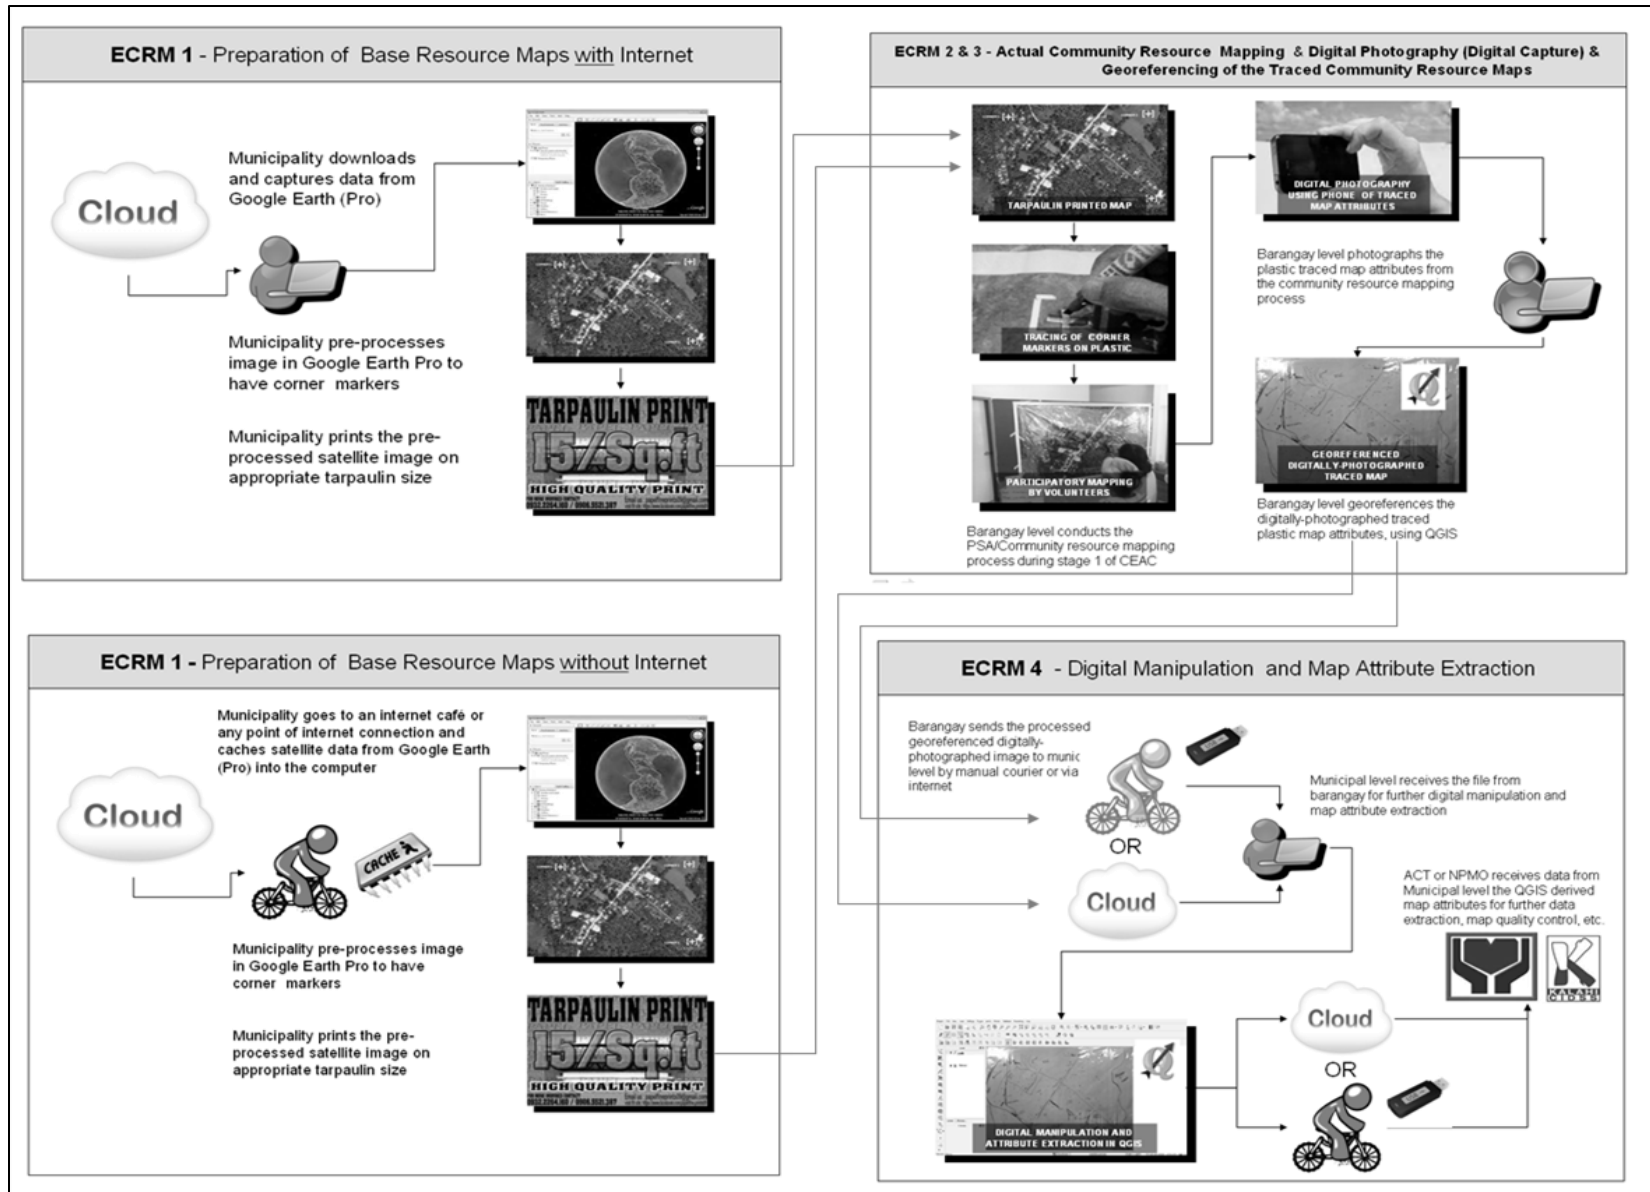 ECRM 1 - Preparation of Base Resource Maps with Internet
Cloud
Municipality downloads
and captures data from
Google Earth (Pro)
Municipality pre-processes
image in Google Earth Pro to
have corner markers
Municipality prints the pre-
processed satellite image on
appropriate tarpaulin size
TARPAULIN PRINT
15/Sq.ft
HIGH QUALITY PRINT
ECRM 2 & 3 - Actual Community Resource Mapping & Digital Photography (Digital Capture) &
Georeferencing of the Traced Community Resource Maps
TARPAULIN PRINTED MAP
TRACING OF CORNER
MARKERS ON PLASTIC
PARTICIPATORY MAPPING
BY VOLUNTEERS
Barangay level conducts the
PSA/Community resource mapping
process during stage 1 of CEAC
DIGITAL PHOTOGRAPHY
USING PHONE OF TRACED
MAP ATTRIBUTES
Barangay level photographs the
plastic traced map attributes from
the community resource mapping
process
GEOREFERENCED
DIGITALLY-PHOTOGRAPHED
TRACED MAP
Barangay level georeferences the
digitally-photographed traced
plastic map attributes, using QGIS
ECRM 1 - Preparation of Base Resource Maps without Internet
Municipality goes to an internet café or
any point of internet connection and
caches satellite data from Google Earth
(Pro) into the computer
Cloud
CACHE
Municipality pre-processes image
in Google Earth Pro to have
corner markers
Municipality prints the pre-
processed satellite image on
appropriate tarpaulin size
TARPAULIN PRINT
15/Sq.ft
HIGH QUALITY PRINT
ECRM 4 - Digital Manipulation and Map Attribute Extraction
Barangay sends the processed
georeferenced digitally-
photographed image to munic
level by manual courier or via
internet
OR
Cloud
Municipal level receives the file from
barangay for further digital manipulation and
map attribute extraction
ACT or NPMO receives data from
Municipal level the QGIS derived
map attributes for further data
extraction, map quality control, etc.
KALAHI
CIDSS
DIGITAL MANIPULATION AND
ATTRIBUTE EXTRACTION IN QGIS
Cloud
OR